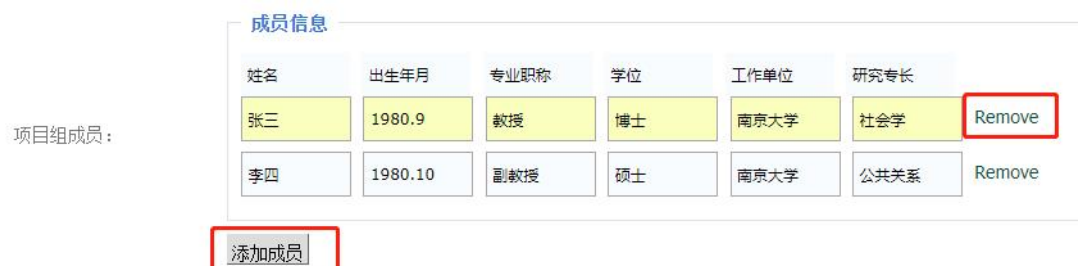 成员信息
姓名 出生年月 专业职称 学位 工作单位 研究专长
项目组成员：
张三 1980.9 教授 博士 南京大学 社会学 Remove
李四 1980.10 副教授 硕士 南京大学 公共关系 Remove
添加成员